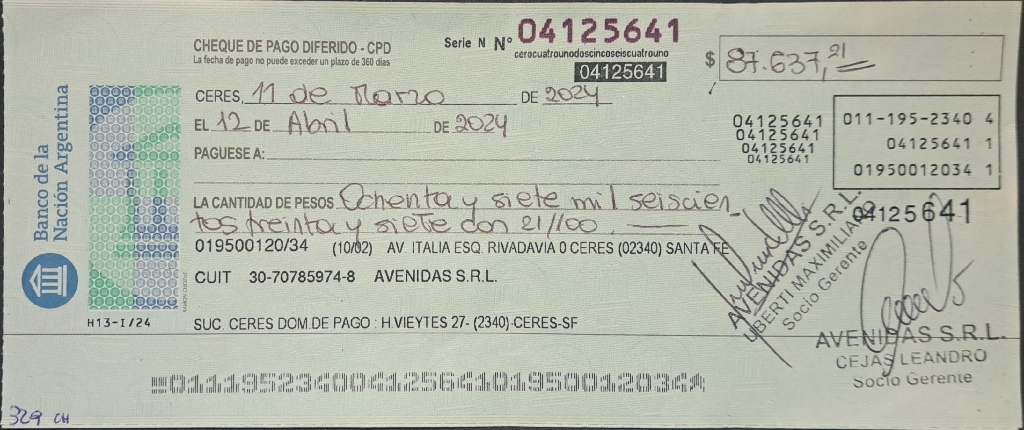 CHEQUE DE PAGO DIFERIDO - CPD
La fecha de pago no puede exceder un plazo de 360 días
Serie N Nº 04125641
cerocuatrounodoscincoseiscuatrouno
04125641
$ 87.637,21
CERES, 11 de Marzo DE 2024
EL 12 DE Abril DE 2024
PAGUESE A:
04125641
04125641
04125641
04125641
011-195-2340 4
04125641 1
01950012034 1
Banco de la
Nación Argentina
LA CANTIDAD DE PESOS Ochenta y siete mil seiscien-
tos treinta y siete con 21/100
04125641
019500120/34 (10/02) AV. ITALIA ESQ. RIVADAVIA 0 CERES (02340) SANTA FE
CUIT 30-70785974-8 AVENIDAS S.R.L.
H13-I/24
SUC. CERES DOM.DE PAGO : H.VIEYTES 27- (2340)-CERES-SF
AVENIDAS S.R.L.
UBERTI MAXIMILIANO
Socio Gerente
AVENIDAS S.R.L.
CEJAS LEANDRO
Socio Gerente
329 CH